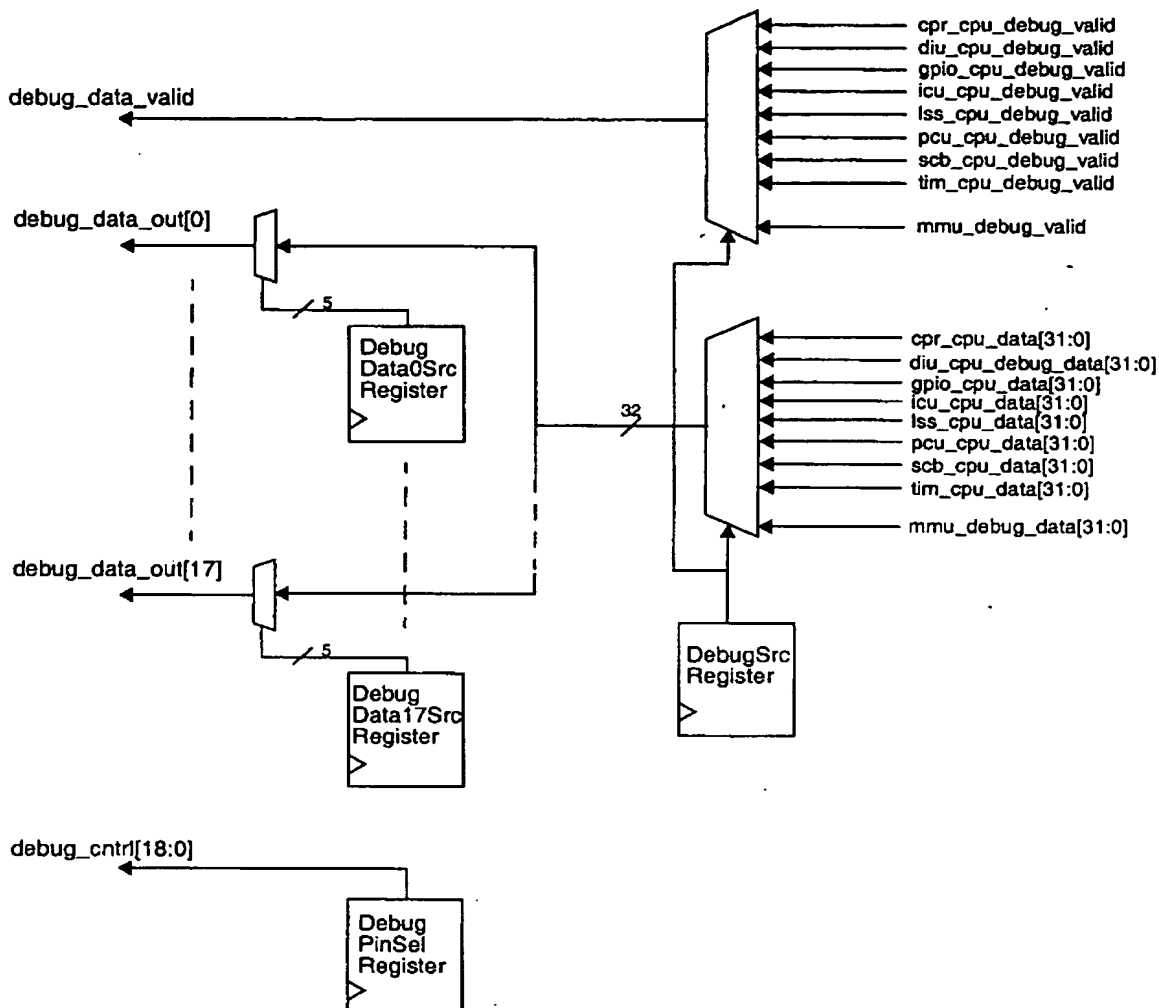 cpr_cpu_debug_valid
diu_cpu_debug_valid
gpio_cpu_debug_valid
icu_cpu_debug_valid
lss_cpu_debug_valid
pcu_cpu_debug_valid
scb_cpu_debug_valid
tim_cpu_debug_valid
mmu_debug_valid
debug_data_valid
debug_data_out[0]
5
Debug
Data0Src
Register
32
cpr_cpu_data[31:0]
diu_cpu_debug_data[31:0]
gpio_cpu_data[31:0]
icu_cpu_data[31:0]
lss_cpu_data[31:0]
pcu_cpu_data[31:0]
scb_cpu_data[31:0]
tim_cpu_data[31:0]
mmu_debug_data[31:0]
debug_data_out[17]
5
Debug
Data17Src
Register
DebugSrc
Register
debug_cntrl[18:0]
Debug
PinSel
Register